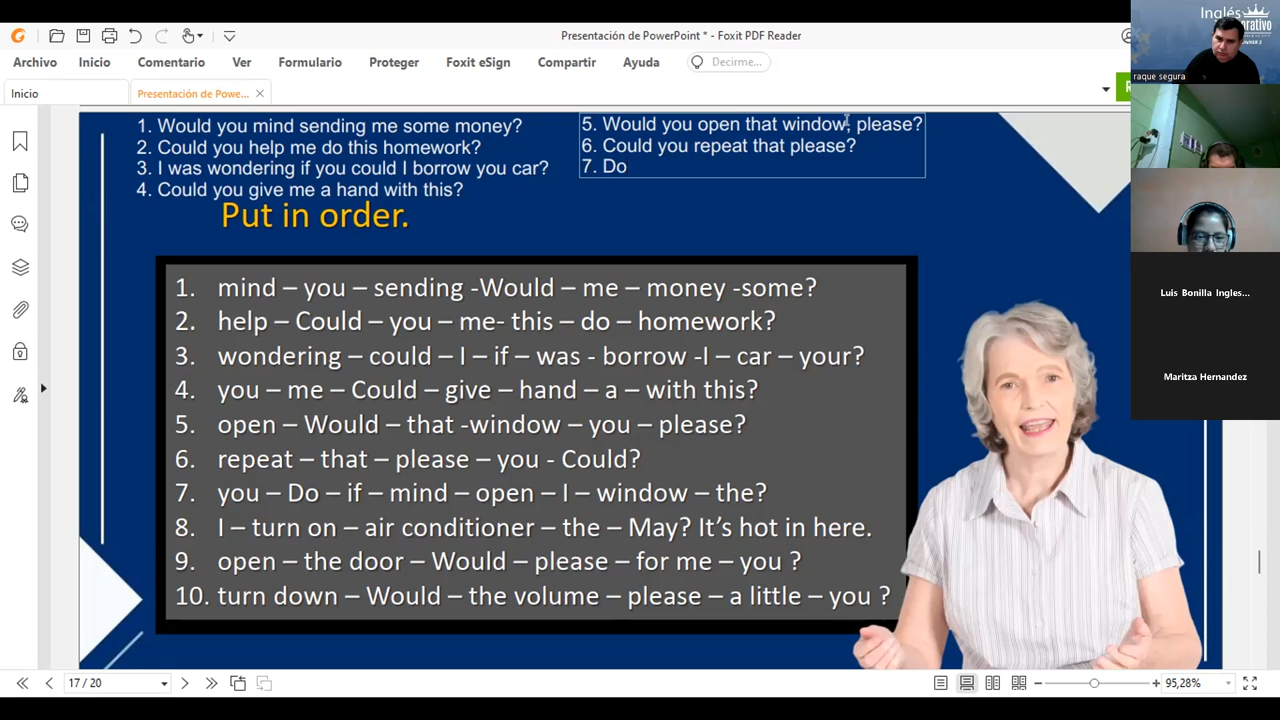 Presentación de PowerPoint * - Foxit PDF Reader
Archivo Inicio Comentario Ver Formulario Proteger Foxit eSign Compartir Ayuda Decirme...
Inicio Presentación de Powe...
Inglés
raque segura
1. Would you mind sending me some money?
2. Could you help me do this homework?
3. I was wondering if you could I borrow you car?
4. Could you give me a hand with this?
5. Would you open that window, please?
6. Could you repeat that please?
7. Do
Put in order.
1. mind – you – sending -Would – me – money -some?
2. help – Could – you – me- this – do – homework?
3. wondering – could – I – if – was - borrow -I – car – your?
4. you – me – Could – give – hand – a – with this?
5. open – Would – that -window – you – please?
6. repeat – that – please – you - Could?
7. you – Do – if – mind – open – I – window – the?
8. I – turn on – air conditioner – the – May? It’s hot in here.
9. open – the door – Would – please – for me – you ?
10. turn down – Would – the volume – please – a little – you ?
Luis Bonilla Ingles...
Maritza Hernandez
17 / 20
95,28%